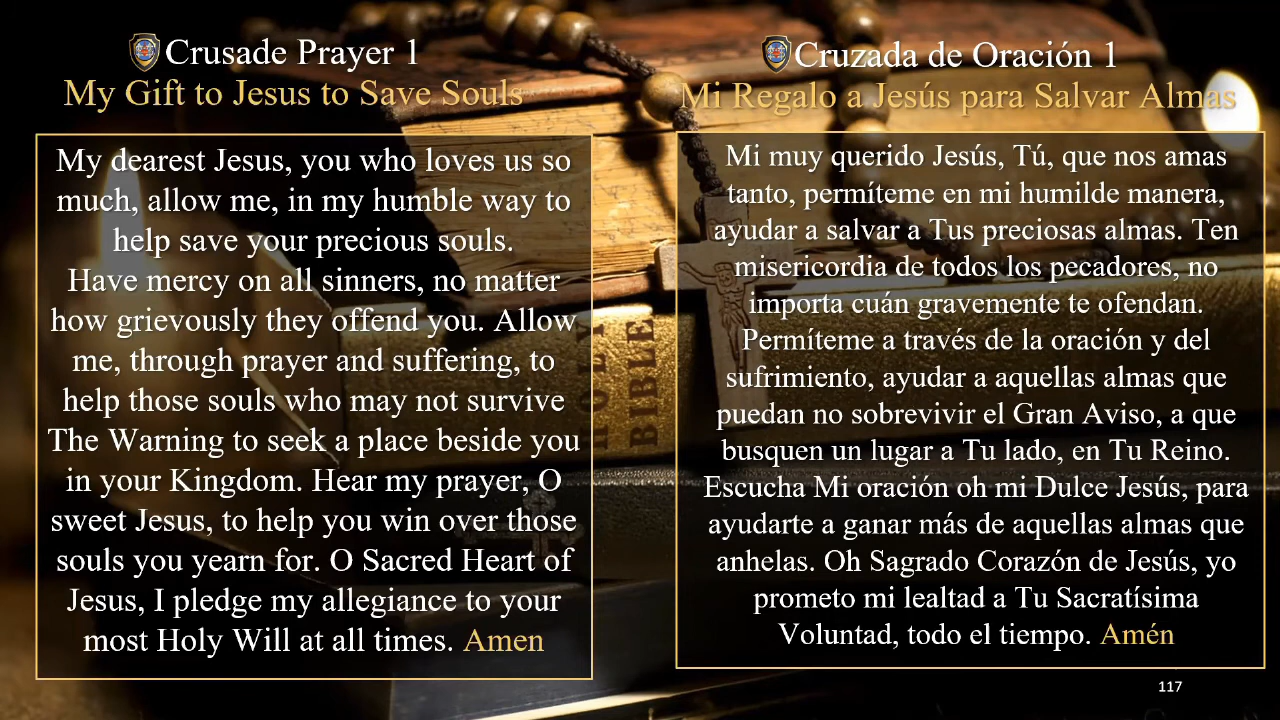 Crusade Prayer 1
My Gift to Jesus to Save Souls
My dearest Jesus, you who loves us so
much, allow me, in my humble way to
help save your precious souls.
Have mercy on all sinners, no matter
how grievously they offend you. Allow
me, through prayer and suffering, to
help those souls who may not survive
The Warning to seek a place beside you
in your Kingdom. Hear my prayer, O
sweet Jesus, to help you win over those
souls you yearn for. O Sacred Heart of
Jesus, I pledge my allegiance to your
most Holy Will at all times. Amen
Cruzada de Oración 1
Mi Regalo a Jesús para Salvar Almas
Mi muy querido Jesús, Tú, que nos amas
tanto, permíteme en mi humilde manera,
ayudar a salvar a Tus preciosas almas. Ten
misericordia de todos los pecadores, no
importa cuán gravemente te ofendan.
Permíteme a través de la oración y del
sufrimiento, ayudar a aquellas almas que
puedan no sobrevivir el Gran Aviso, a que
busquen un lugar a Tu lado, en Tu Reino.
Escucha Mi oración oh mi Dulce Jesús, para
ayudarte a ganar más de aquellas almas que
anhelas. Oh Sagrado Corazón de Jesús, yo
prometo mi lealtad a Tu Sacratísima
Voluntad, todo el tiempo. Amén
HOLY
BIBLE
117